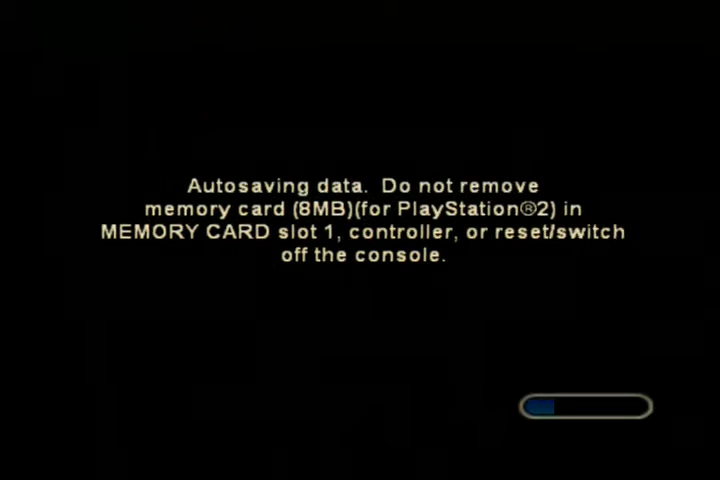 Autosaving data. Do not remove
memory card (8MB)(for PlayStation®2) in
MEMORY CARD slot 1, controller, or reset/switch
off the console.